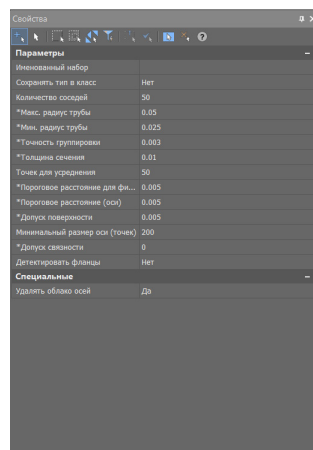 Свойства
Параметры
Именованный набор
Сохранять тип в класс Нет
Количество соседей 50
*Макс. радиус трубы 0.05
*Мин. радиус трубы 0.025
*Точность группировки 0.003
*Толщина сечения 0.01
Точек для усреднения 50
*Пороговое расстояние для фи... 0.005
*Пороговое расстояние (оси) 0.005
*Допуск поверхности 0.005
Минимальный размер оси (точек) 200
*Допуск связности 0
Детектировать фланцы Нет
Специальные
Удалять облако осей Да